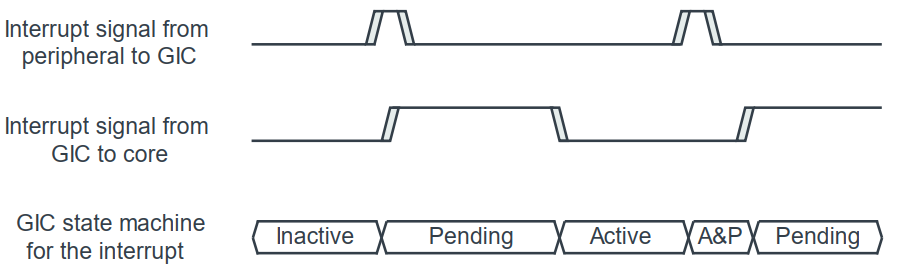 Interrupt signal from
peripheral to GIC
Interrupt signal from
GIC to core
GIC state machine
for the interrupt
Inactive Pending Active A&P Pending